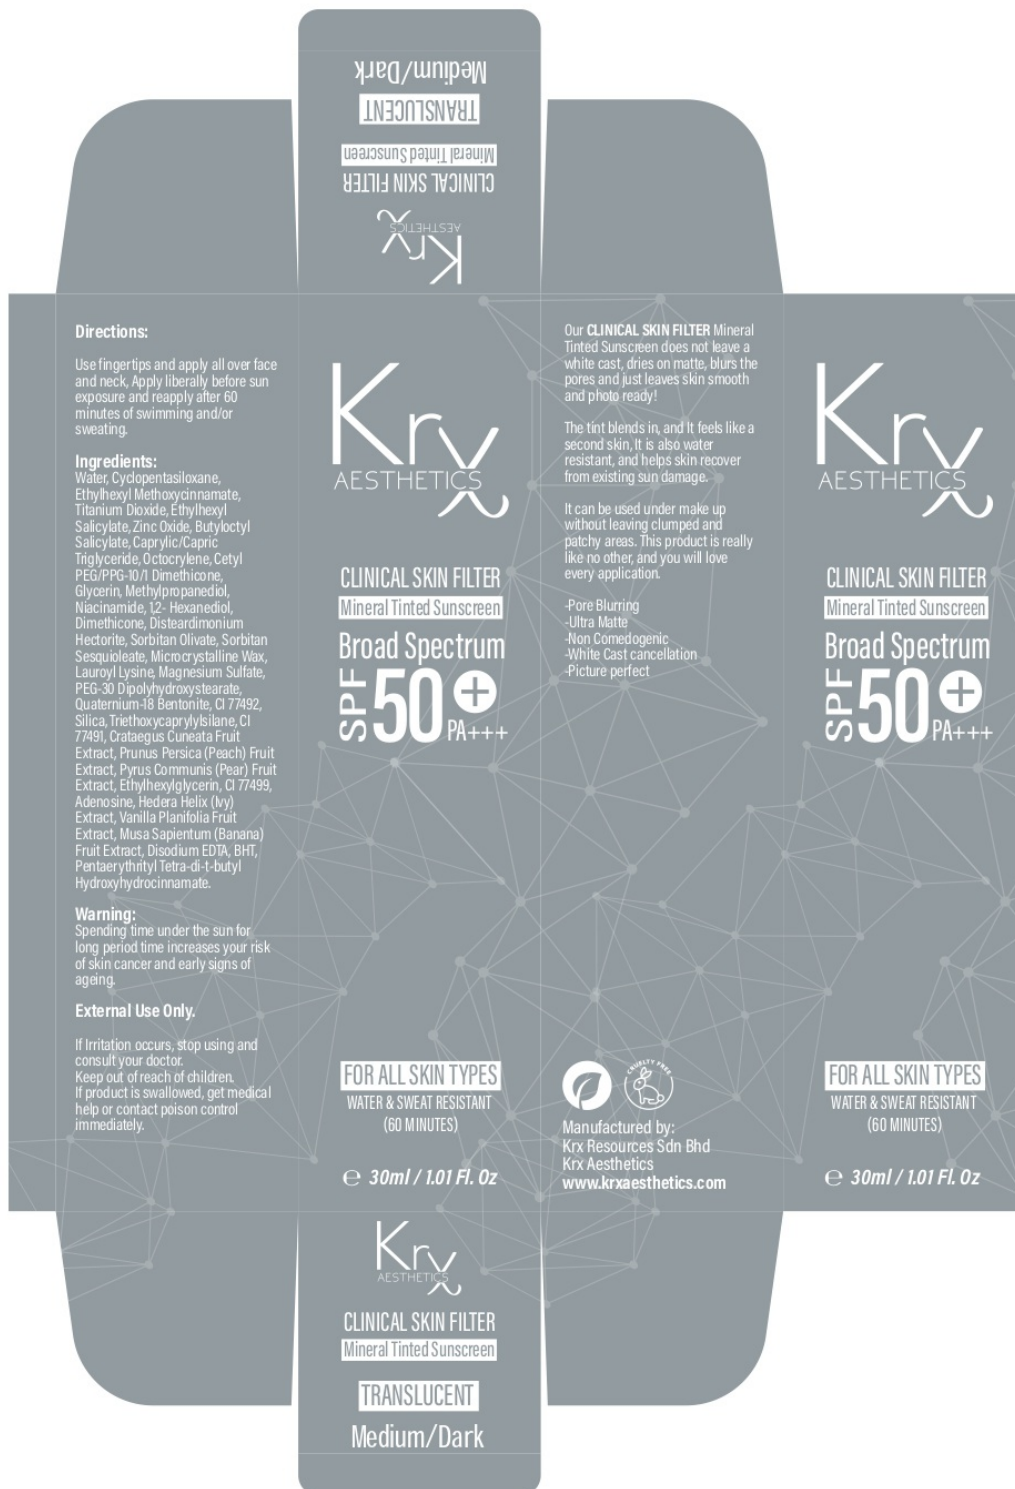 Medium/Dark
TRANSLUCENT
Mineral Tinted Sunscreen
CLINICAL SKIN FILTER
Krx
AESTHETICS
Directions:
Use fingertips and apply all over face
and neck, Apply liberally before sun
exposure and reapply after 60
minutes of swimming and/or
sweating.
Ingredients:
Water, Cyclopentasiloxane,
Ethylhexyl Methoxycinnamate,
Titanium Dioxide, Ethylhexyl
Salicylate, Zinc Oxide, Butyloctyl
Salicylate, Caprylic/Capric
Triglyceride, Octocrylene, Cetyl
PEG/PPG-10/1 Dimethicone,
Glycerin, Methylpropanediol,
Niacinamide, 1,2- Hexanediol,
Dimethicone, Disteardimonium
Hectorite, Sorbitan Olivate, Sorbitan
Sesquioleate, Microcrystalline Wax,
Lauroyl Lysine, Magnesium Sulfate,
PEG-30 Dipolyhydroxystearate,
Quaternium-18 Bentonite, CI 77492,
Silica, Triethoxycaprylylsilane, CI
77491, Crataegus Cuneata Fruit
Extract, Prunus Persica (Peach) Fruit
Extract, Pyrus Communis (Pear) Fruit
Extract, Ethylhexylglycerin, CI 77499,
Adenosine, Hedera Helix (Ivy)
Extract, Vanilla Planifolia Fruit
Extract, Musa Sapientum (Banana)
Fruit Extract, Disodium EDTA, BHT,
Pentaerythrityl Tetra-di-t-butyl
Hydroxyhydrocinnamate.
Warning:
Spending time under the sun for
long period time increases your risk
of skin cancer and early signs of
ageing.
External Use Only.
If Irritation occurs, stop using and
consult your doctor.
Keep out of reach of children.
If product is swallowed, get medical
help or contact poison control
immediately.
Krx
AESTHETICS
CLINICAL SKIN FILTER
Mineral Tinted Sunscreen
Broad Spectrum
SPF 50+
PA+++
FOR ALL SKIN TYPES
WATER & SWEAT RESISTANT
(60 MINUTES)
℮ 30ml / 1.01 Fl. Oz
Our CLINICAL SKIN FILTER Mineral
Tinted Sunscreen does not leave a
white cast, dries on matte, blurs the
pores and just leaves skin smooth
and photo ready!
The tint blends in, and It feels like a
second skin, It is also water
resistant, and helps skin recover
from existing sun damage.
It can be used under make up
without leaving clumped and
patchy areas. This product is really
like no other, and you will love
every application.
-Pore Blurring
-Ultra Matte
-Non Comedogenic
-White Cast cancellation
-Picture perfect
CRUELTY FREE
Manufactured by:
Krx Resources Sdn Bhd
Krx Aesthetics
www.krxaesthetics.com
Krx
AESTHETICS
CLINICAL SKIN FILTER
Mineral Tinted Sunscreen
Broad Spectrum
SPF 50+
PA+++
FOR ALL SKIN TYPES
WATER & SWEAT RESISTANT
(60 MINUTES)
℮ 30ml / 1.01 Fl. Oz
Krx
AESTHETICS
CLINICAL SKIN FILTER
Mineral Tinted Sunscreen
TRANSLUCENT
Medium/Dark